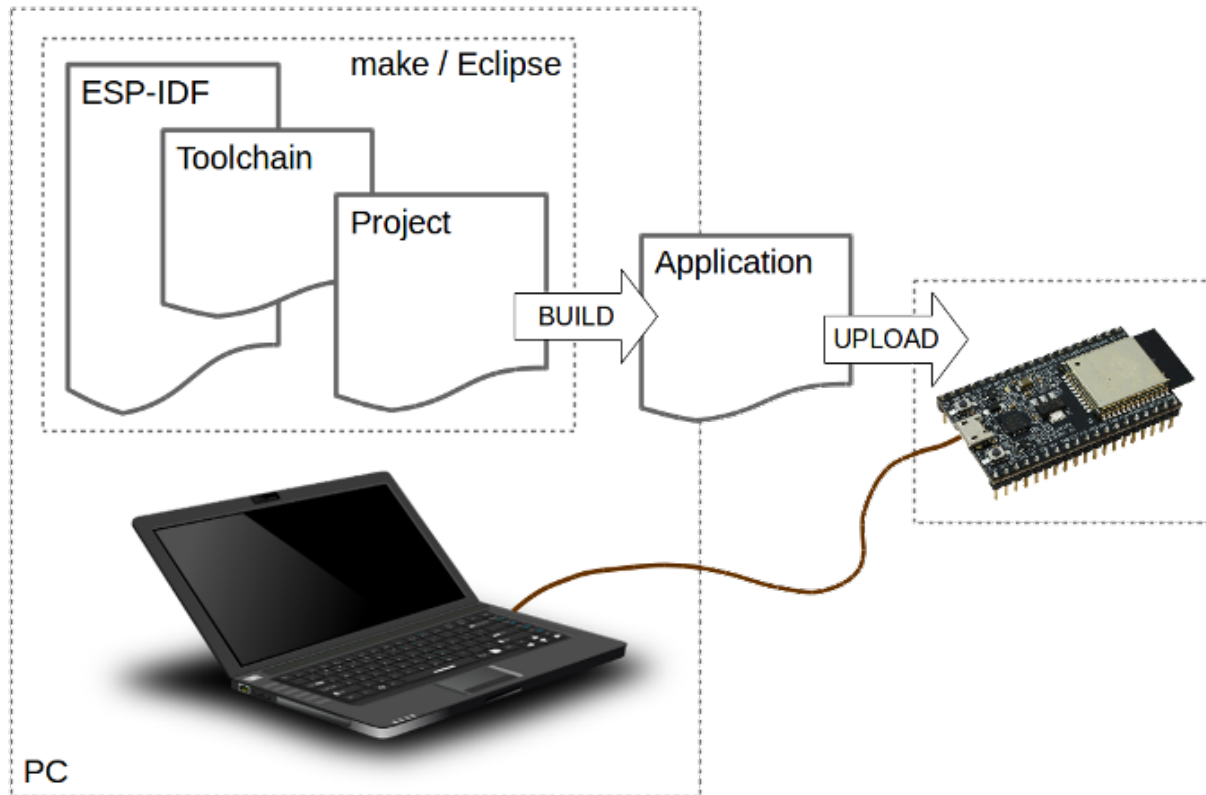 make / Eclipse
ESP-IDF
Toolchain
Project
Application
BUILD
UPLOAD
PC